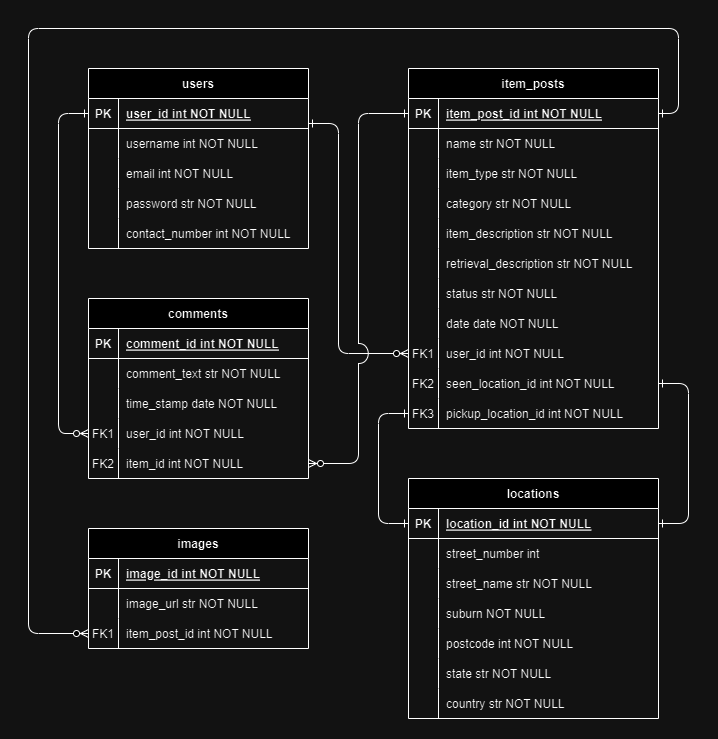 users
PK user_id int NOT NULL
username int NOT NULL
email int NOT NULL
password str NOT NULL
contact_number int NOT NULL
comments
PK comment_id int NOT NULL
comment_text str NOT NULL
time_stamp date NOT NULL
FK1 user_id int NOT NULL
FK2 item_id int NOT NULL
images
PK image_id int NOT NULL
image_url str NOT NULL
FK1 item_post_id int NOT NULL
item_posts
PK item_post_id int NOT NULL
name str NOT NULL
item_type str NOT NULL
category str NOT NULL
item_description str NOT NULL
retrieval_description str NOT NULL
status str NOT NULL
date date NOT NULL
FK1 user_id int NOT NULL
FK2 seen_location_id int NOT NULL
FK3 pickup_location_id int NOT NULL
locations
PK location_id int NOT NULL
street_number int
street_name str NOT NULL
suburn NOT NULL
postcode int NOT NULL
state str NOT NULL
country str NOT NULL